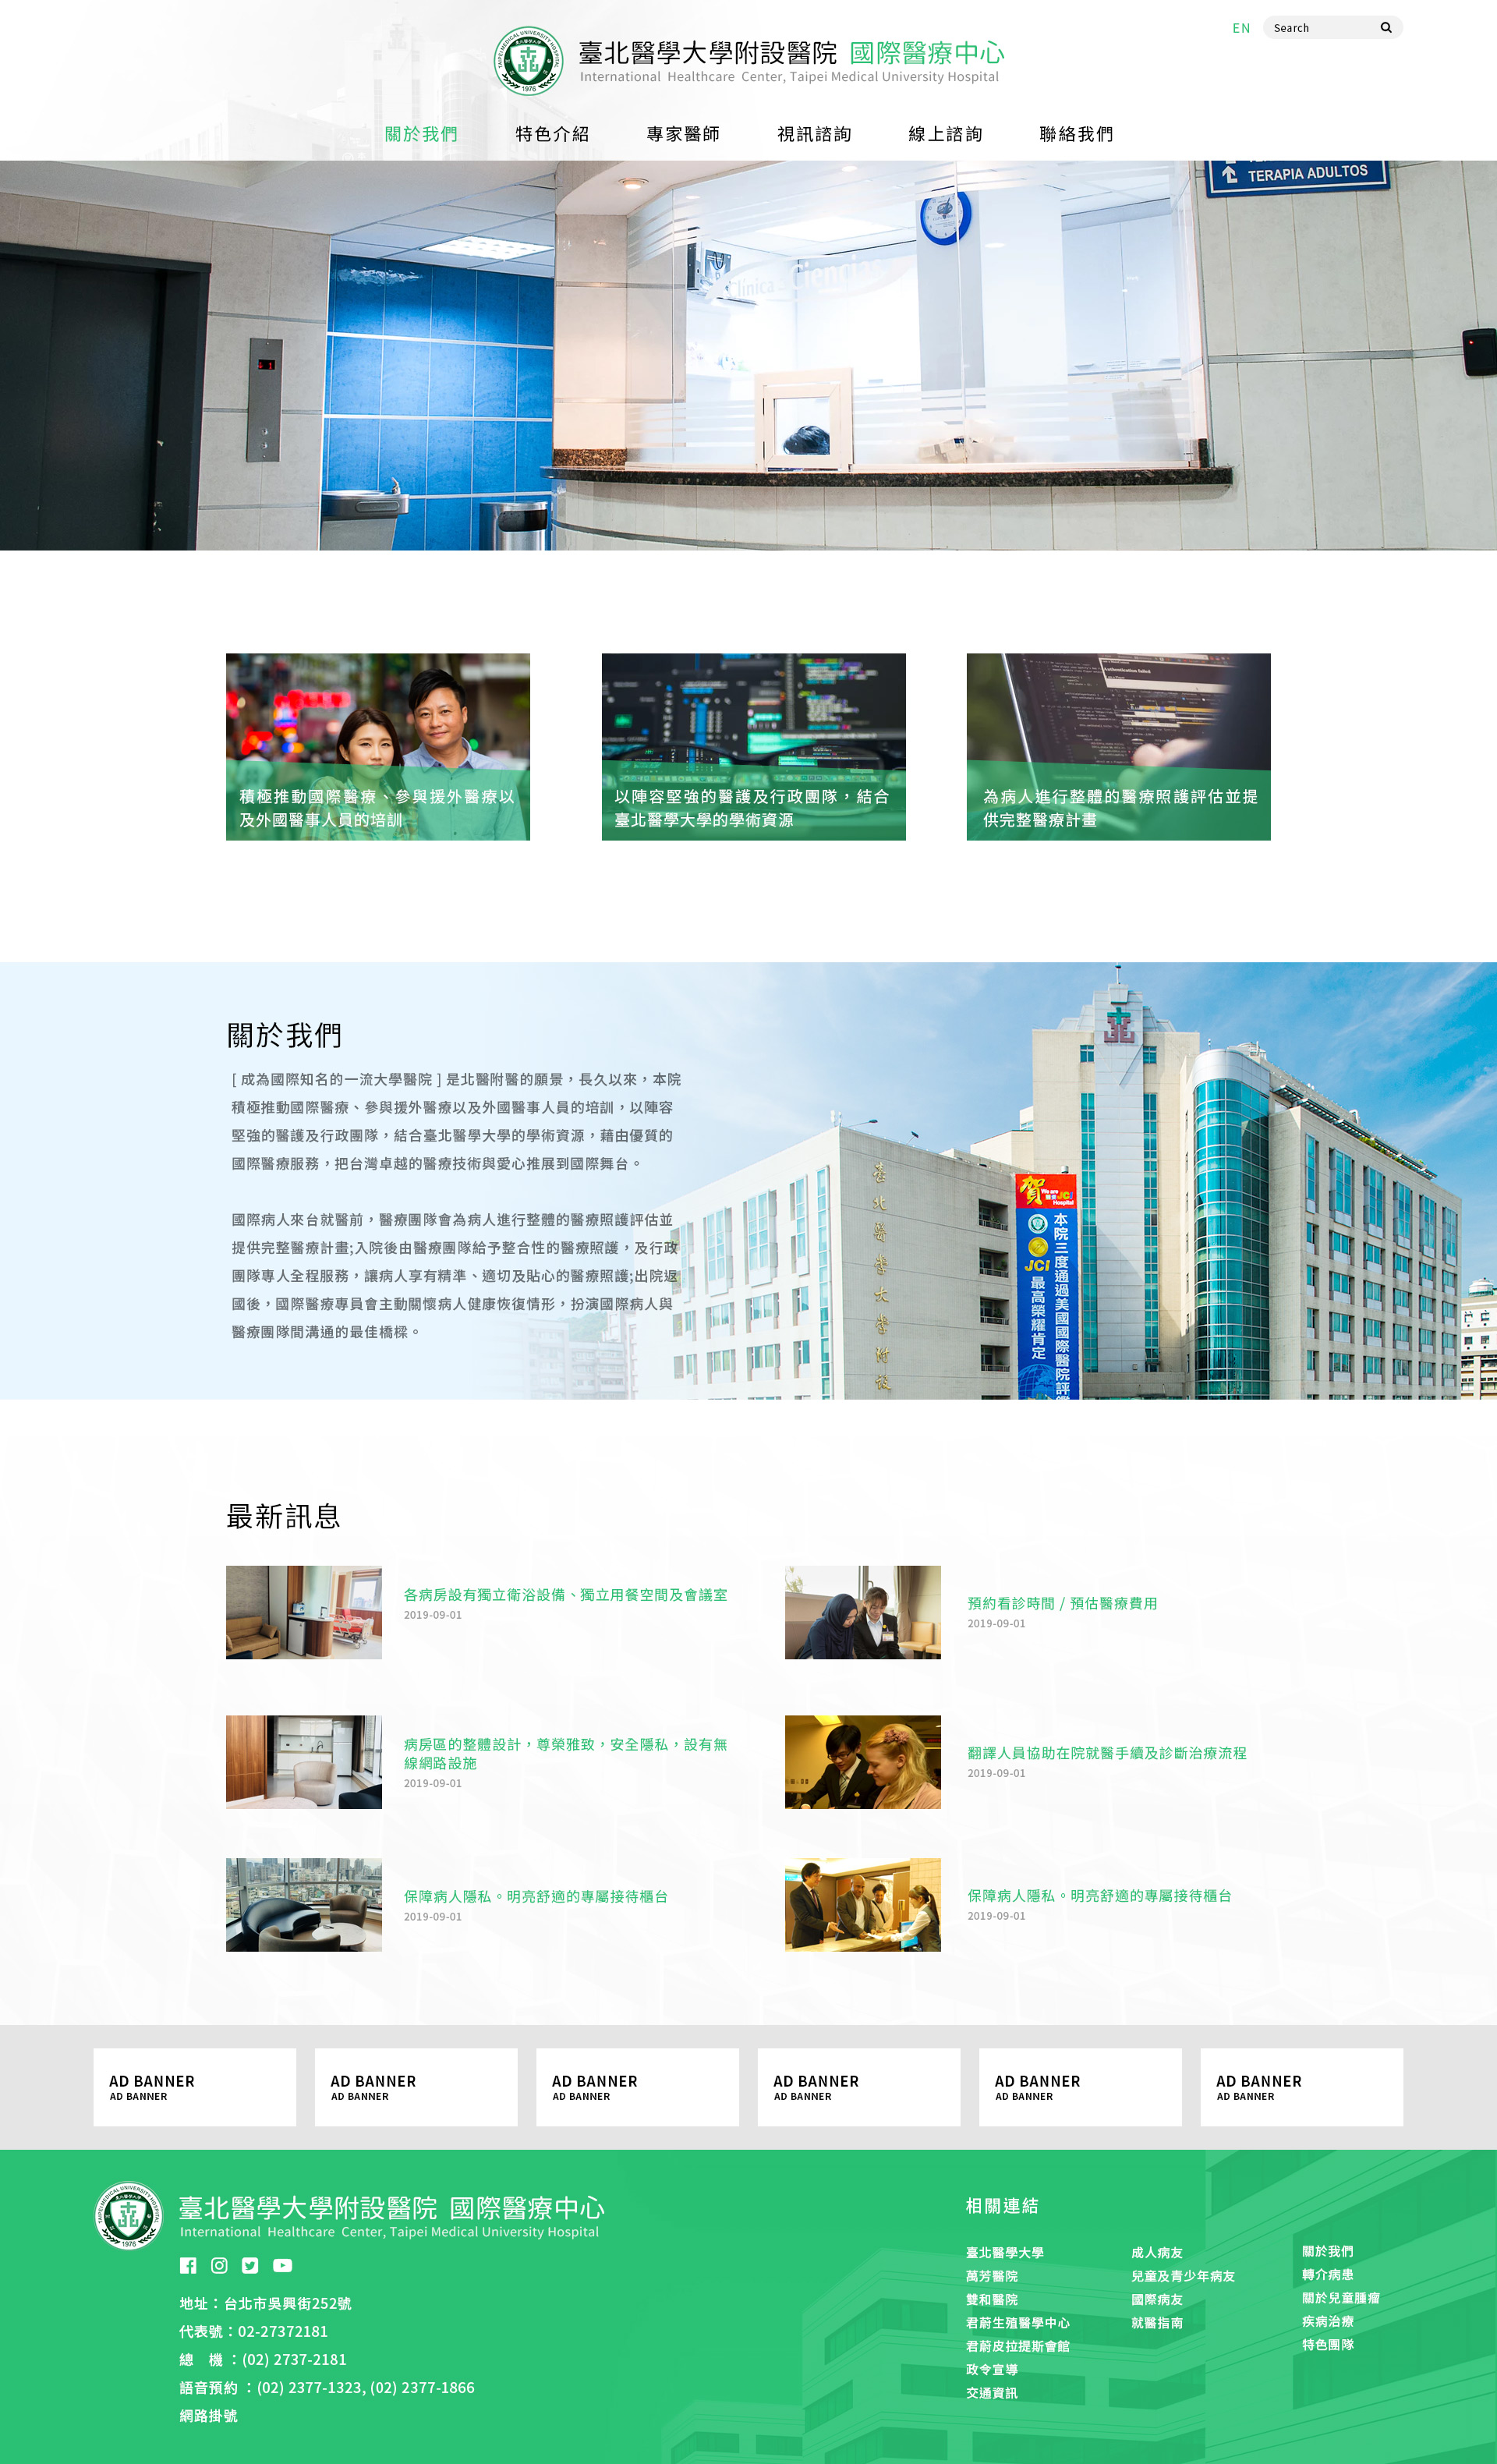 EN
Search
臺北醫學大學附設醫院 國際醫療中心
International Healthcare Center, Taipei Medical University Hospital
1976
關於我們
特色介紹
專家醫師
視訊諮詢
線上諮詢
聯絡我們
TERAPIA ADULTOS
Clínica Ciencias
積極推動國際醫療、參與援外醫療以
及外國醫事人員的培訓
以陣容堅強的醫護及行政團隊，結合
臺北醫學大學的學術資源
Authentication Failed
為病人進行整體的醫療照護評估並提
供完整醫療計畫
關於我們
[ 成為國際知名的一流大學醫院 ] 是北醫附醫的願景，長久以來，本院
積極推動國際醫療、參與援外醫療以及外國醫事人員的培訓，以陣容
堅強的醫護及行政團隊，結合臺北醫學大學的學術資源，藉由優質的
國際醫療服務，把台灣卓越的醫療技術與愛心推展到國際舞台。
國際病人來台就醫前，醫療團隊會為病人進行整體的醫療照護評估並
提供完整醫療計畫;入院後由醫療團隊給予整合性的醫療照護，及行政
團隊專人全程服務，讓病人享有精準、適切及貼心的醫療照護;出院返
國後，國際醫療專員會主動關懷病人健康恢復情形，扮演國際病人與
醫療團隊間溝通的最佳橋樑。
臺北醫學大學附設
賀
We are JCI Hospital
JCI
本院三度通過美國國際醫院評鑑
最高榮耀肯定
最新訊息
各病房設有獨立衛浴設備、獨立用餐空間及會議室
2019-09-01
預約看診時間 / 預估醫療費用
2019-09-01
病房區的整體設計，尊榮雅致，安全隱私，設有無
線網路設施
2019-09-01
翻譯人員協助在院就醫手續及診斷治療流程
2019-09-01
保障病人隱私。明亮舒適的專屬接待櫃台
2019-09-01
保障病人隱私。明亮舒適的專屬接待櫃台
2019-09-01
AD BANNER
AD BANNER
AD BANNER
AD BANNER
AD BANNER
AD BANNER
AD BANNER
AD BANNER
AD BANNER
AD BANNER
AD BANNER
AD BANNER
臺北醫學大學附設醫院 國際醫療中心
International Healthcare Center, Taipei Medical University Hospital
1976
地址：台北市吳興街252號
代表號：02-27372181
總　機 ：(02) 2737-2181
語音預約 ：(02) 2377-1323, (02) 2377-1866
網路掛號
相關連結
臺北醫學大學
萬芳醫院
雙和醫院
君蔚生殖醫學中心
君蔚皮拉提斯會館
政令宣導
交通資訊
成人病友
兒童及青少年病友
國際病友
就醫指南
關於我們
轉介病患
關於兒童腫瘤
疾病治療
特色團隊